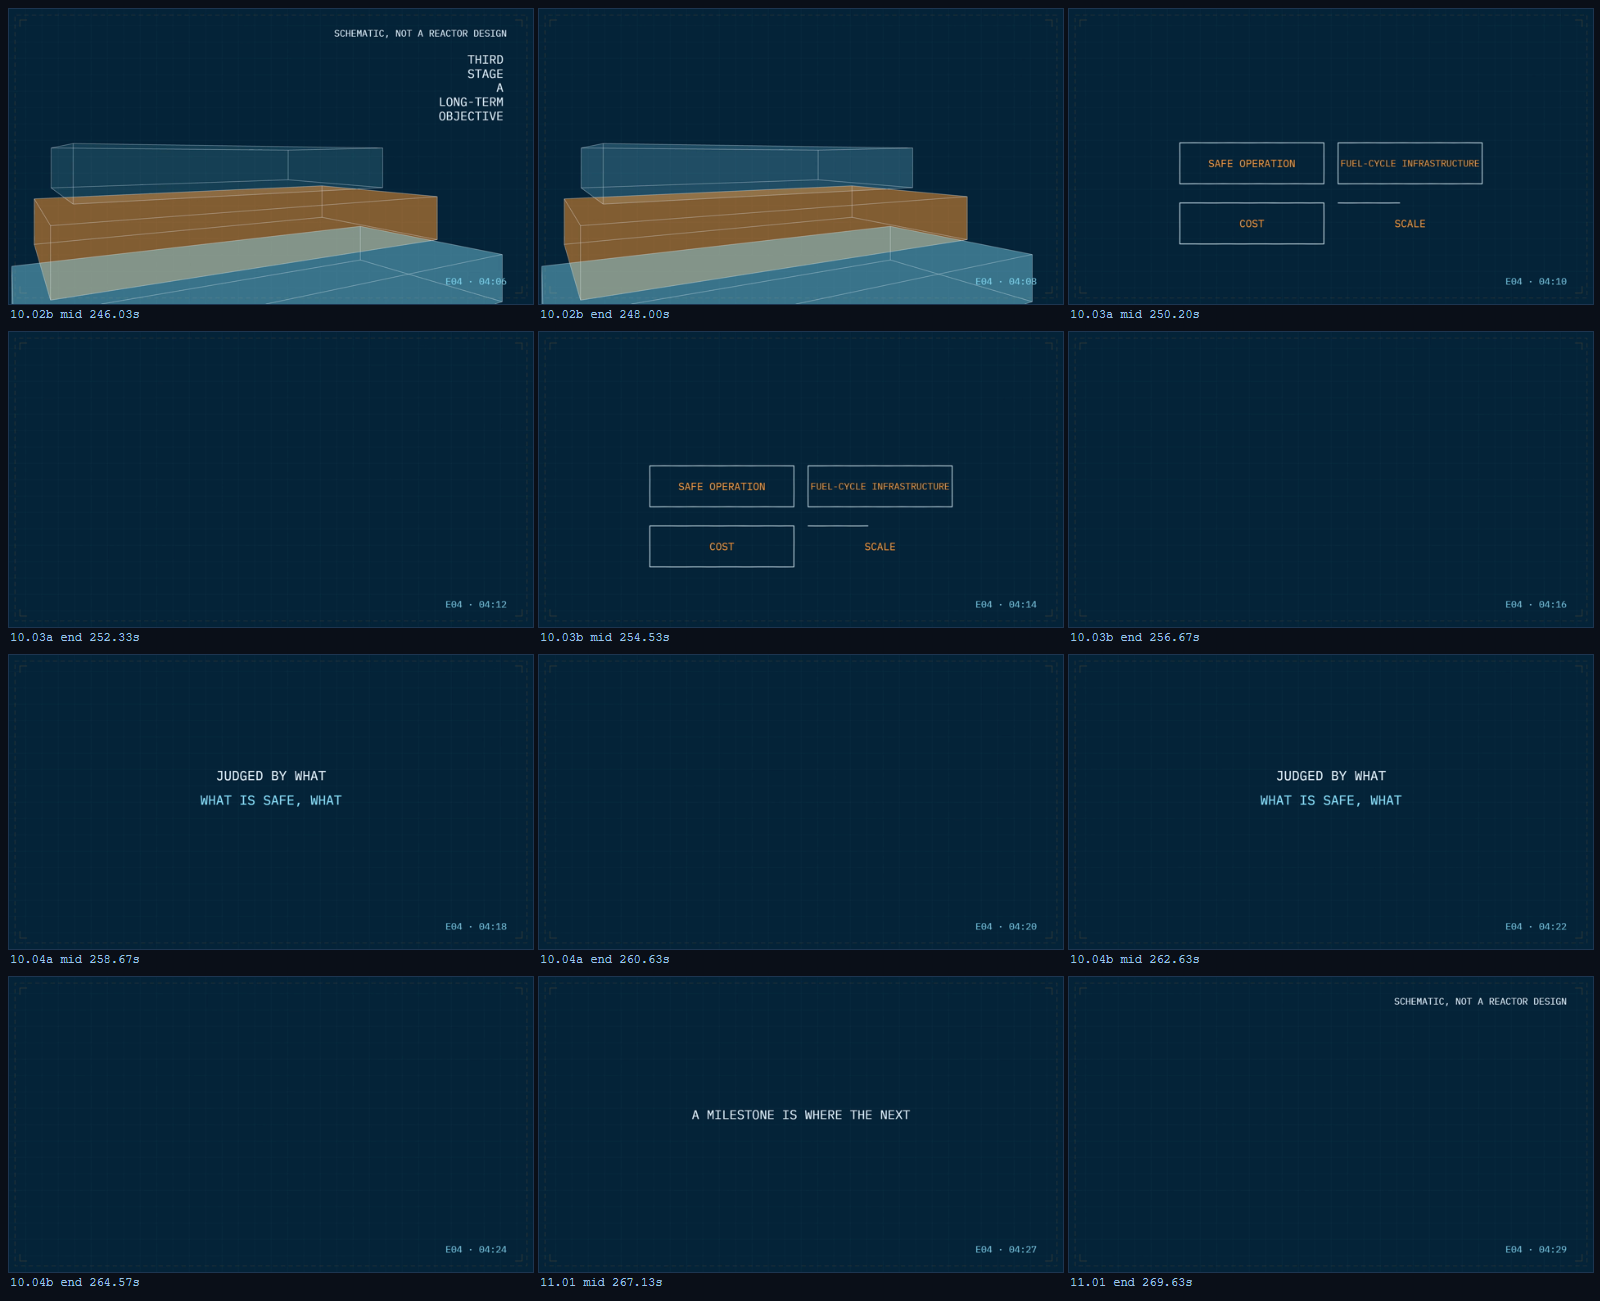 SCHEMATIC, NOT A REACTOR DESIGN
THIRD
STAGE
A
LONG-TERM
OBJECTIVE
E04 · 04:06
10.02b mid 246.03s
E04 · 04:08
10.02b end 248.00s
SAFE OPERATION
FUEL-CYCLE INFRASTRUCTURE
COST
SCALE
E04 · 04:10
10.03a mid 250.20s
E04 · 04:12
10.03a end 252.33s
SAFE OPERATION
FUEL-CYCLE INFRASTRUCTURE
COST
SCALE
E04 · 04:14
10.03b mid 254.53s
E04 · 04:16
10.03b end 256.67s
JUDGED BY WHAT
WHAT IS SAFE, WHAT
E04 · 04:18
10.04a mid 258.67s
E04 · 04:20
10.04a end 260.63s
JUDGED BY WHAT
WHAT IS SAFE, WHAT
E04 · 04:22
10.04b mid 262.63s
E04 · 04:24
10.04b end 264.57s
A MILESTONE IS WHERE THE NEXT
E04 · 04:27
11.01 mid 267.13s
SCHEMATIC, NOT A REACTOR DESIGN
E04 · 04:29
11.01 end 269.63s